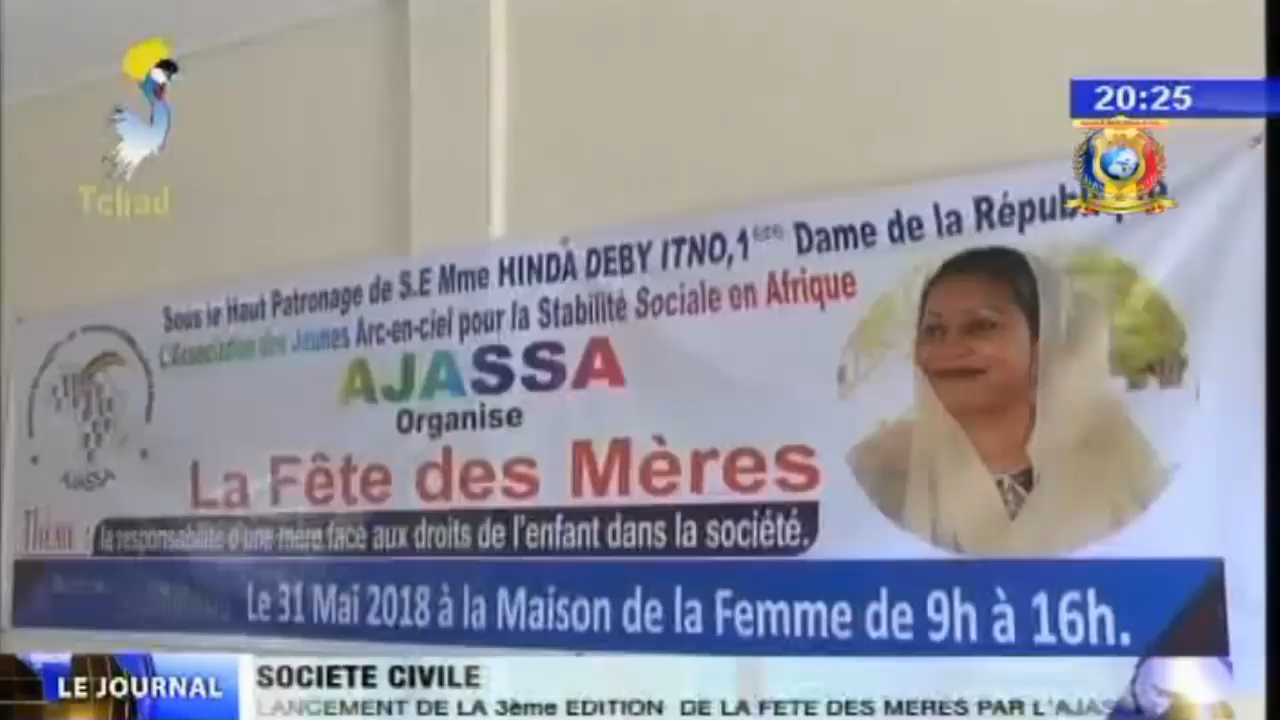 Tchad
20:25
Sous le Haut Patronage de S.E Mme HINDA DEBY ITNO,1ère Dame de la République
L'Association des Jeunes Arc-en-ciel pour la Stabilité Sociale en Afrique
AJASSA
Organise
La Fête des Mères
AJASSA
Thème : la responsabilité d'une mère face aux droits de l'enfant dans la société.
Le 31 Mai 2018 à la Maison de la Femme de 9h à 16h.
LE JOURNAL
SOCIETE CIVILE
LANCEMENT DE LA 3ème EDITION DE LA FETE DES MERES PAR L'AJAS